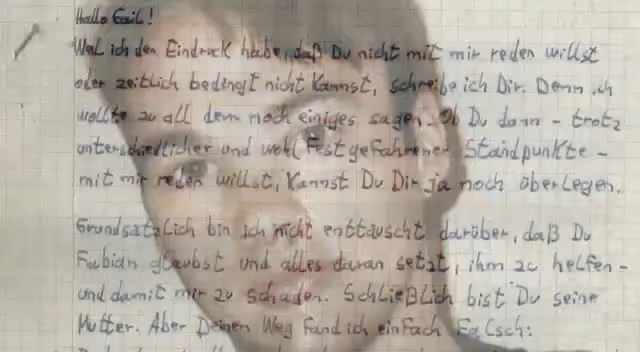 Hallo Gail!
Weil ich den Eindruck habe, daß Du nicht mit mir reden willst
oder zeitlich bedingt nicht kannst, schreibe ich Dir. Denn ich
wollte zu all dem noch einiges sagen. Ob Du dann - trotz
unterschiedlicher und wohl festgefahrener Standpunkte -
mit mir reden willst, kannst Du Dir ja noch überlegen.
Grundsätzlich bin ich nicht enttäuscht darüber, daß Du
Fabian glaubst und alles daran setzt, ihm zu helfen -
und damit mir zu schaden. Schließlich bist Du seine
Mutter. Aber Deinen Weg fand ich einfach falsch: